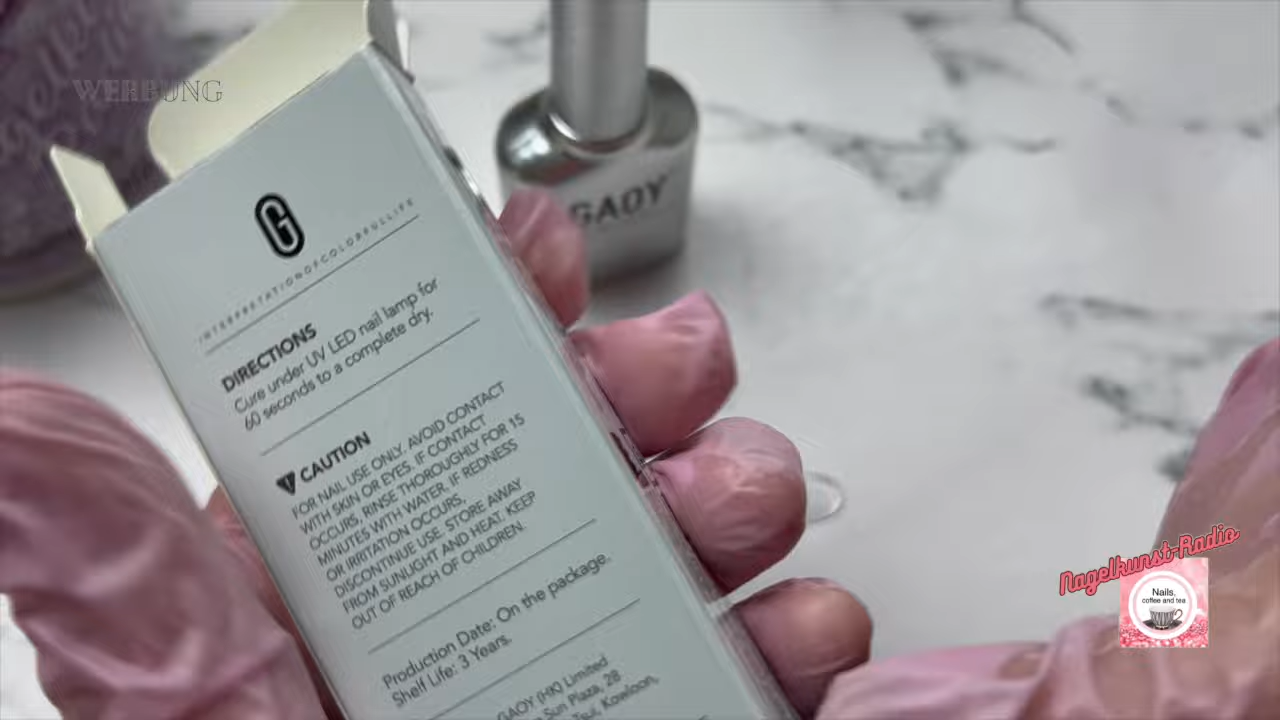 WERBUNG
GAOY
G
INTERPRETATIONOFCOLORFULLIFE
DIRECTIONS
Cure under UV LED nail lamp for
60 seconds to a complete dry.
CAUTION
FOR NAIL USE ONLY. AVOID CONTACT
WITH SKIN OR EYES. IF CONTACT
OCCURS, RINSE THOROUGHLY FOR 15
MINUTES WITH WATER. IF REDNESS
OR IRRITATION OCCURS,
DISCONTINUE USE. STORE AWAY
FROM SUNLIGHT AND HEAT. KEEP
OUT OF REACH OF CHILDREN.
Production Date: On the package.
Shelf Life: 3 Years.
GAOY (HK) Limited
Sun Plaza, 28
Tsui, Kowloon,
Nagelkunst-Radio
Nails,
coffee and tea